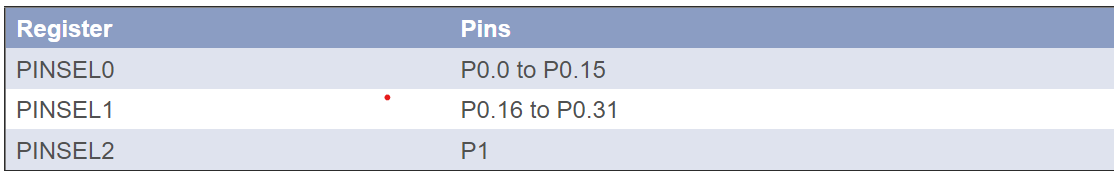 Register Pins
PINSEL0 P0.0 to P0.15
PINSEL1 P0.16 to P0.31
PINSEL2 P1